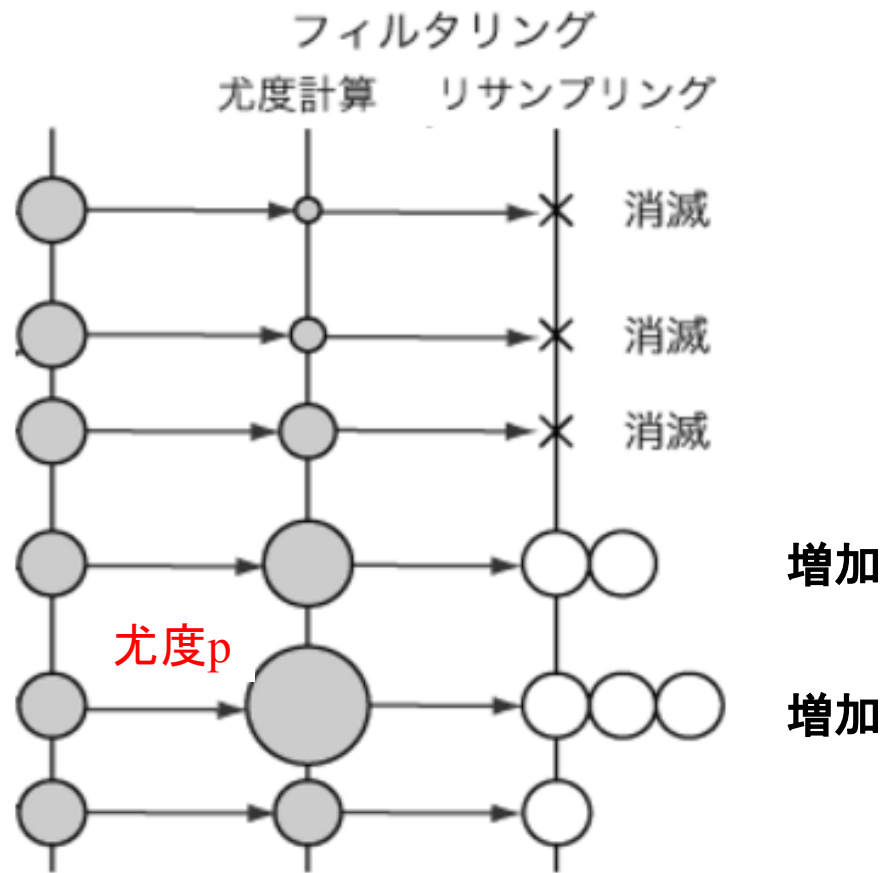 フィルタリング
尤度計算 リサンプリング
消滅
消滅
消滅
増加
尤度p
増加